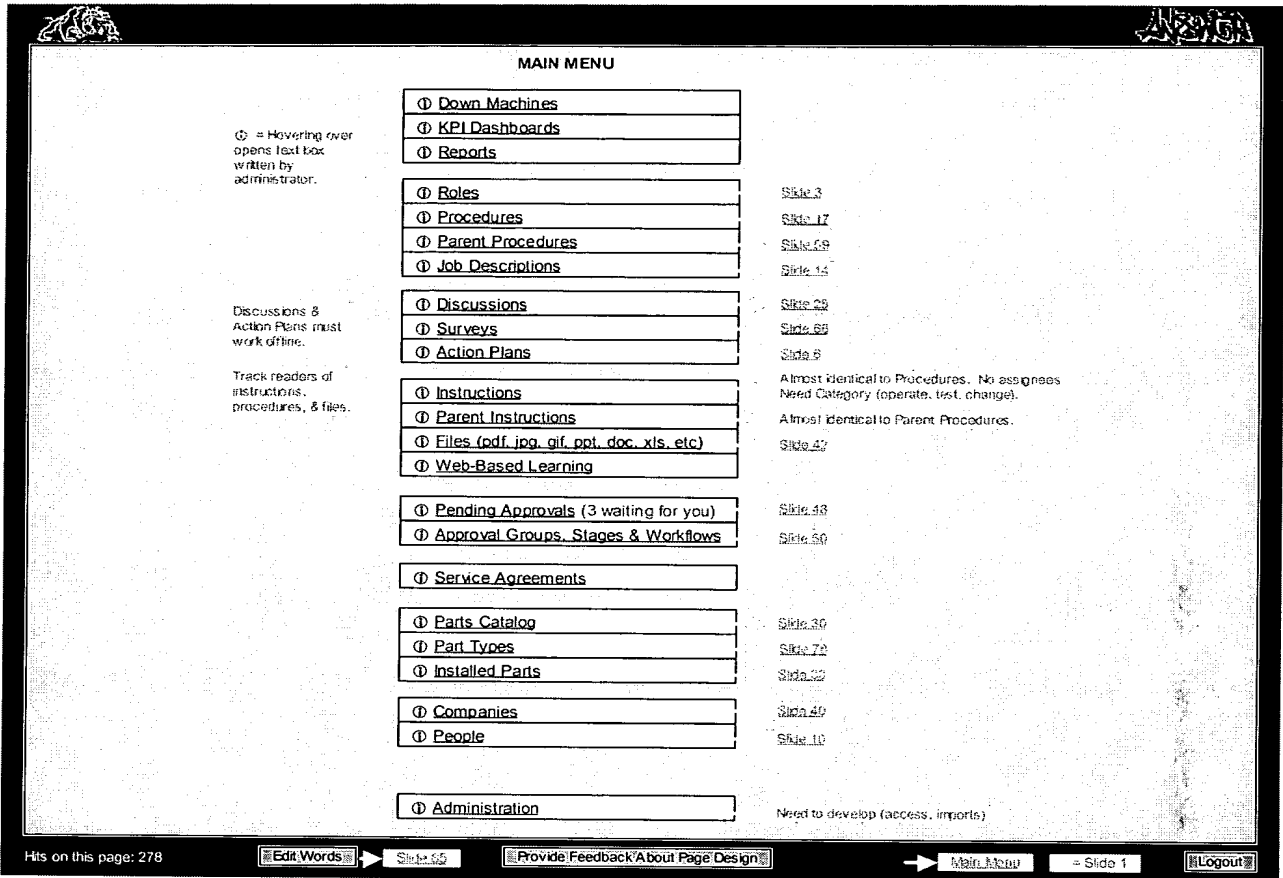 MAIN MENU
ⓘ Down Machines
ⓘ KPI Dashboards
ⓘ Reports
ⓘ = Hovering over
opens text box
written by
administrator.
ⓘ Roles Slide 3
ⓘ Procedures Slide 17
ⓘ Parent Procedures Slide 59
ⓘ Job Descriptions Slide 14
Discussions &
Action Plans must
work offline.
ⓘ Discussions Slide 25
ⓘ Surveys Slide 66
ⓘ Action Plans Slide 6
Track readers of
instructions,
procedures, & files.
ⓘ Instructions
Almost identical to Procedures. No assignees
Need Category (operate, test, change).
ⓘ Parent Instructions Almost identical to Parent Procedures.
ⓘ Files (pdf, jpg, gif, ppt, doc, xls, etc) Slide
ⓘ Web-Based Learning
ⓘ Pending Approvals (3 waiting for you) Slide 48
ⓘ Approval Groups, Stages & Workflows Slide 50
ⓘ Service Agreements
ⓘ Parts Catalog Slide 30
ⓘ Part Types Slide
ⓘ Installed Parts Slide
ⓘ Companies Slide 40
ⓘ People Slide 10
ⓘ Administration Need to develop (access, imports)
Hits on this page: 278 Edit Words Slide 65 Provide Feedback About Page Design Main Menu = Slide 1 Logout